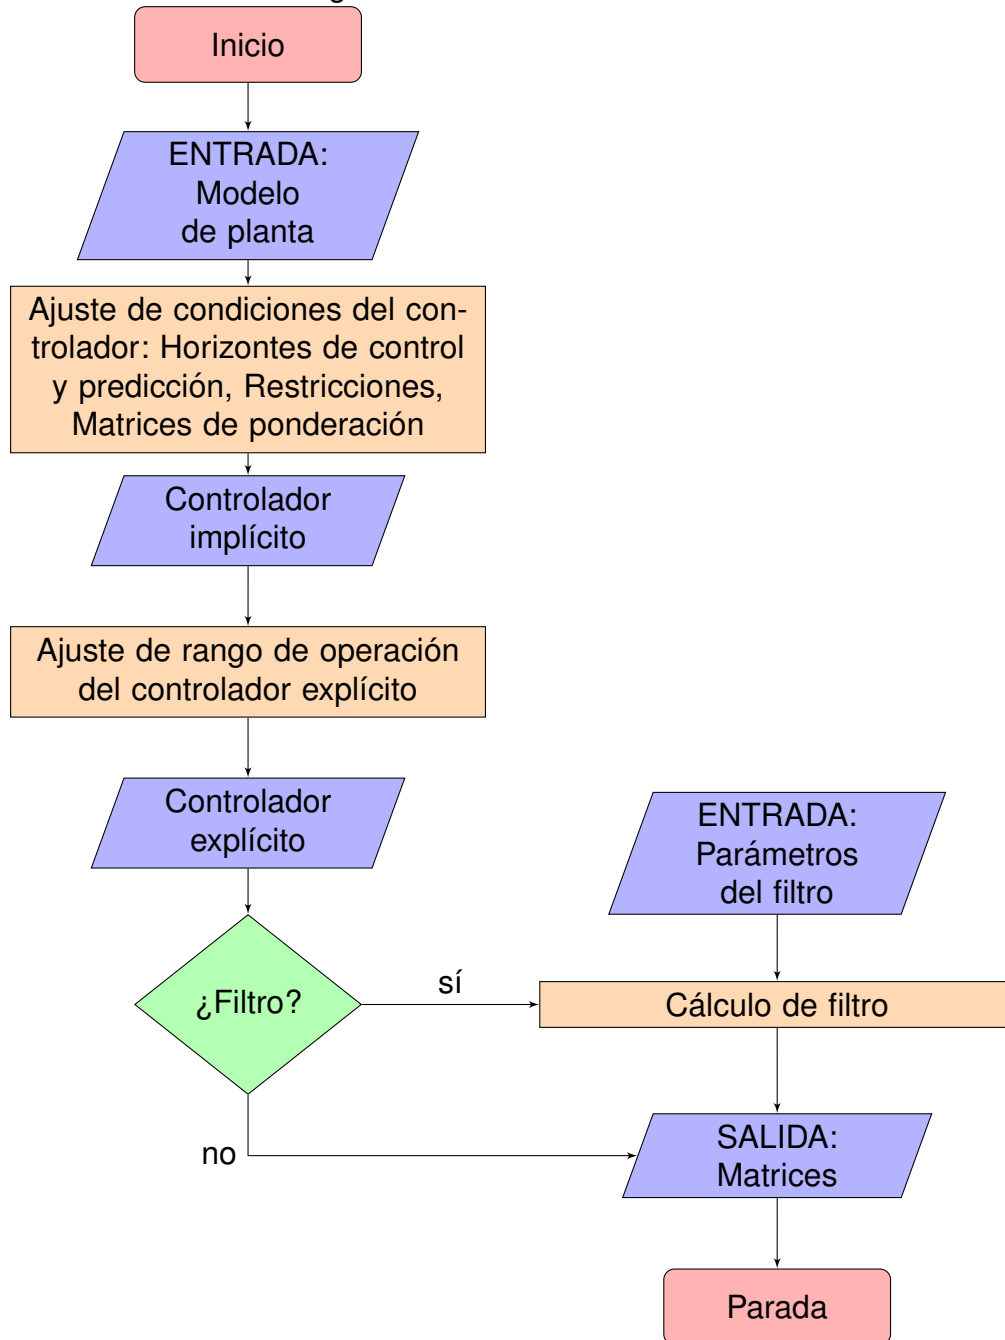 Inicio
ENTRADA:
Modelo
de planta
Ajuste de condiciones del con-
trolador: Horizontes de control
y predicción, Restricciones,
Matrices de ponderación
Controlador
implícito
Ajuste de rango de operación
del controlador explícito
Controlador
explícito
ENTRADA:
Parámetros
del filtro
¿Filtro?
sí
Cálculo de filtro
no
SALIDA:
Matrices
Parada